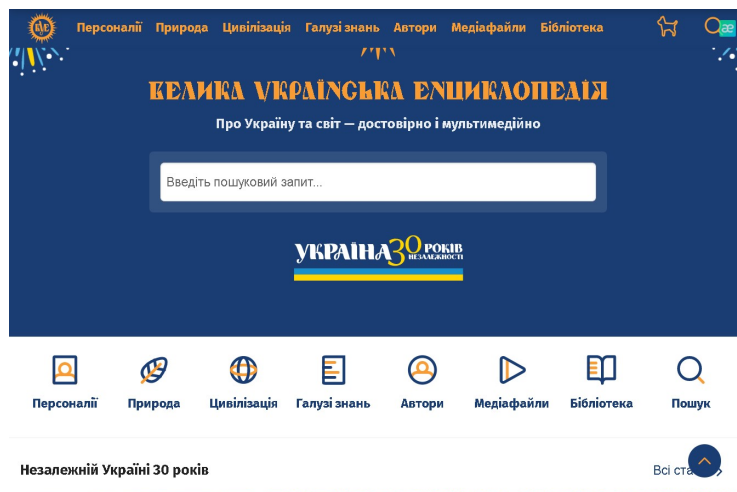 БУЕ
Персоналії Природа Цивілізація Галузі знань Автори Медіафайли Бібліотека
æ
ВЕЛИКА УКРАЇНСЬКА ЕНЦИКЛОПЕДІЯ
Про Україну та світ — достовірно і мультимедійно
Введіть пошуковий запит...
УКРАЇНА 30 РОКІВ
НЕЗАЛЕЖНОСТІ
Персоналії Природа Цивілізація Галузі знань Автори Медіафайли Бібліотека Пошук
Незалежній Україні 30 років
Всі ста